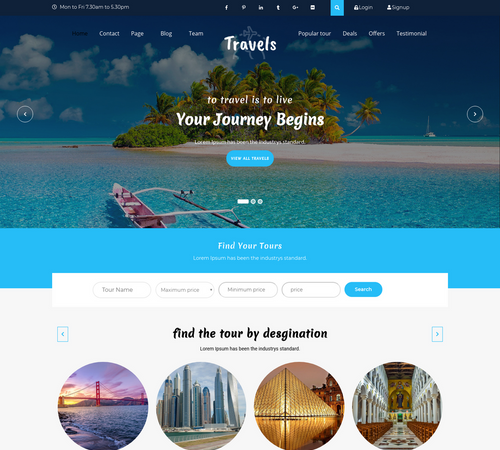 Mon to Fri 7.30am to 5.30pm
Login
Signup
Home Contact Page Blog Team
Travels
Popular tour Deals Offers Testimonial
to travel is to live
Your Journey Begins
Lorem Ipsum has been the industrys standard.
VIEW ALL TRAVELS
Find Your Tours
Lorem Ipsum has been the industrys standard.
Tour Name
Maximum price
Minimum price
price
Search
find the tour by desgination
Lorem Ipsum has been the industrys standard.